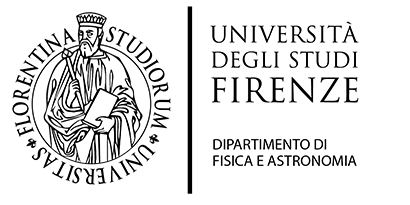 FLORENTINA STUDIORUM UNIVERSITAS
UNIVERSITÀ
DEGLI STUDI
FIRENZE
DIPARTIMENTO DI
FISICA E ASTRONOMIA